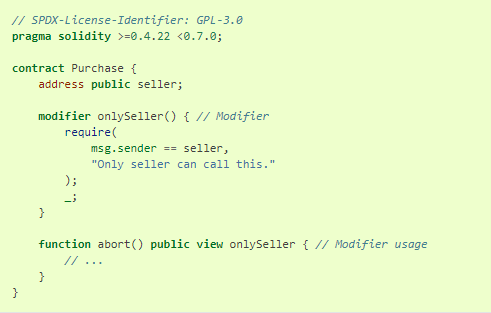 // SPDX-License-Identifier: GPL-3.0
pragma solidity >=0.4.22 <0.7.0;

contract Purchase {
    address public seller;

    modifier onlySeller() { // Modifier
        require(
            msg.sender == seller,
            "Only seller can call this."
        );
        _;
    }

    function abort() public view onlySeller { // Modifier usage
        // ...
    }
}